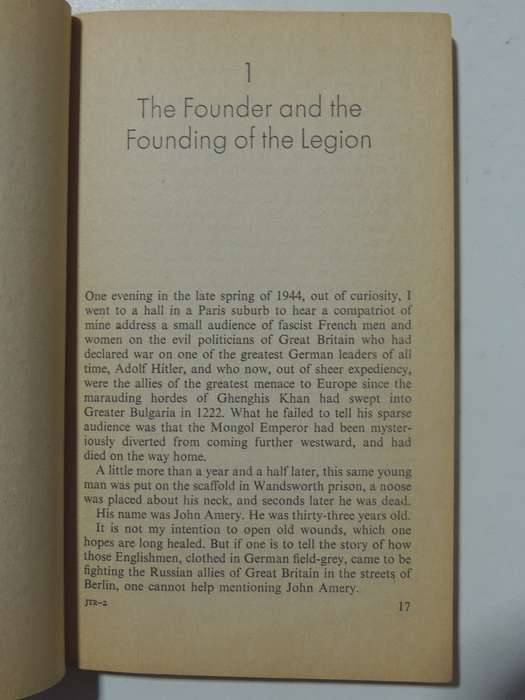 1
The Founder and the
Founding of the Legion
One evening in the late spring of 1944, out of curiosity, I
went to a hall in a Paris suburb to hear a compatriot of
mine address a small audience of fascist French men and
women on the evil politicians of Great Britain who had
declared war on one of the greatest German leaders of all
time, Adolf Hitler, and who now, out of sheer expediency,
were the allies of the greatest menace to Europe since the
marauding hordes of Ghenghis Khan had swept into
Greater Bulgaria in 1222. What he failed to tell his sparse
audience was that the Mongol Emperor had been myster-
iously diverted from coming further westward, and had
died on the way home.
A little more than a year and a half later, this same young
man was put on the scaffold in Wandsworth prison, a noose
was placed about his neck, and seconds later he was dead.
His name was John Amery. He was thirty-three years old.
It is not my intention to open old wounds, which one
hopes are long healed. But if one is to tell the story of how
those Englishmen, clothed in German field-grey, came to be
fighting the Russian allies of Great Britain in the streets of
Berlin, one cannot help mentioning John Amery.
JTR-2
17